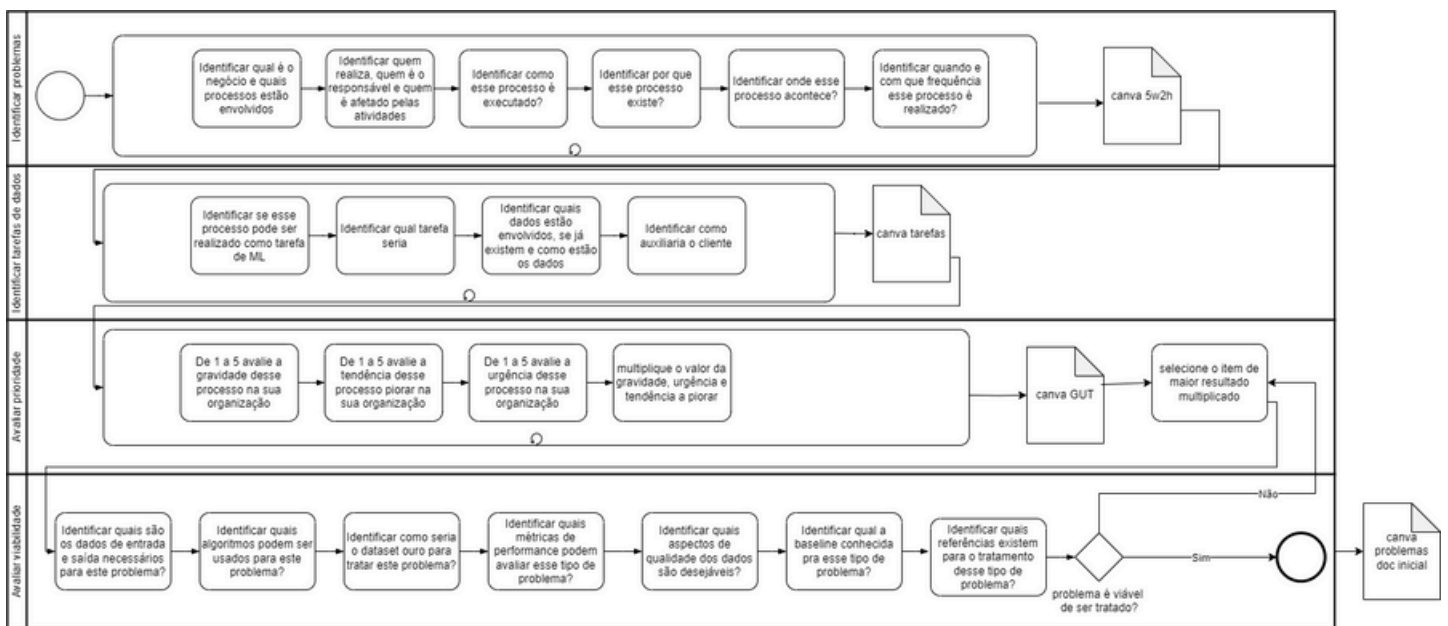 Identificar problemas
Identificar qual é o
negócio e quais
processos estão
envolvidos
Identificar quem
realiza, quem é o
responsável e quem
é afetado pelas
atividades
Identificar como
esse processo é
executado?
Identificar por que
esse processo
existe?
Identificar onde esse
processo acontece?
Identificar quando e
com que frequência
esse processo é
realizado?
canva 5w2h
Identificar tarefas de dados
Identificar se esse
processo pode ser
realizado como tarefa
de ML
Identificar qual tarefa
seria
Identificar quais
dados estão
envolvidos, se já
existem e como estão
os dados
Identificar como
auxiliaria o cliente
canva tarefas
Avaliar prioridade
De 1 a 5 avalie a
gravidade desse
processo na sua
organização
De 1 a 5 avalie a
tendência desse
processo piorar na
sua organização
De 1 a 5 avalie a
urgência desse
processo na sua
organização
multiplique o valor da
gravidade, urgência e
tendência a piorar
canva GUT
selecione o item de
maior resultado
multiplicado
Avaliar viabilidade
Identificar quais são
os dados de entrada
e saída necessários
para este problema?
Identificar quais
algoritmos podem ser
usados para este
problema?
Identificar como seria
o dataset ouro para
tratar este problema?
Identificar quais
métricas de
performance podem
avaliar esse tipo de
problema?
Identificar quais
aspectos de
qualidade dos dados
são desejáveis?
Identificar qual a
baseline conhecida
pra esse tipo de
problema?
Identificar quais
referências existem
para o tratamento
desse tipo de
problema?
problema é viável
de ser tratado?
Não
Sim
canva
problemas
doc inicial